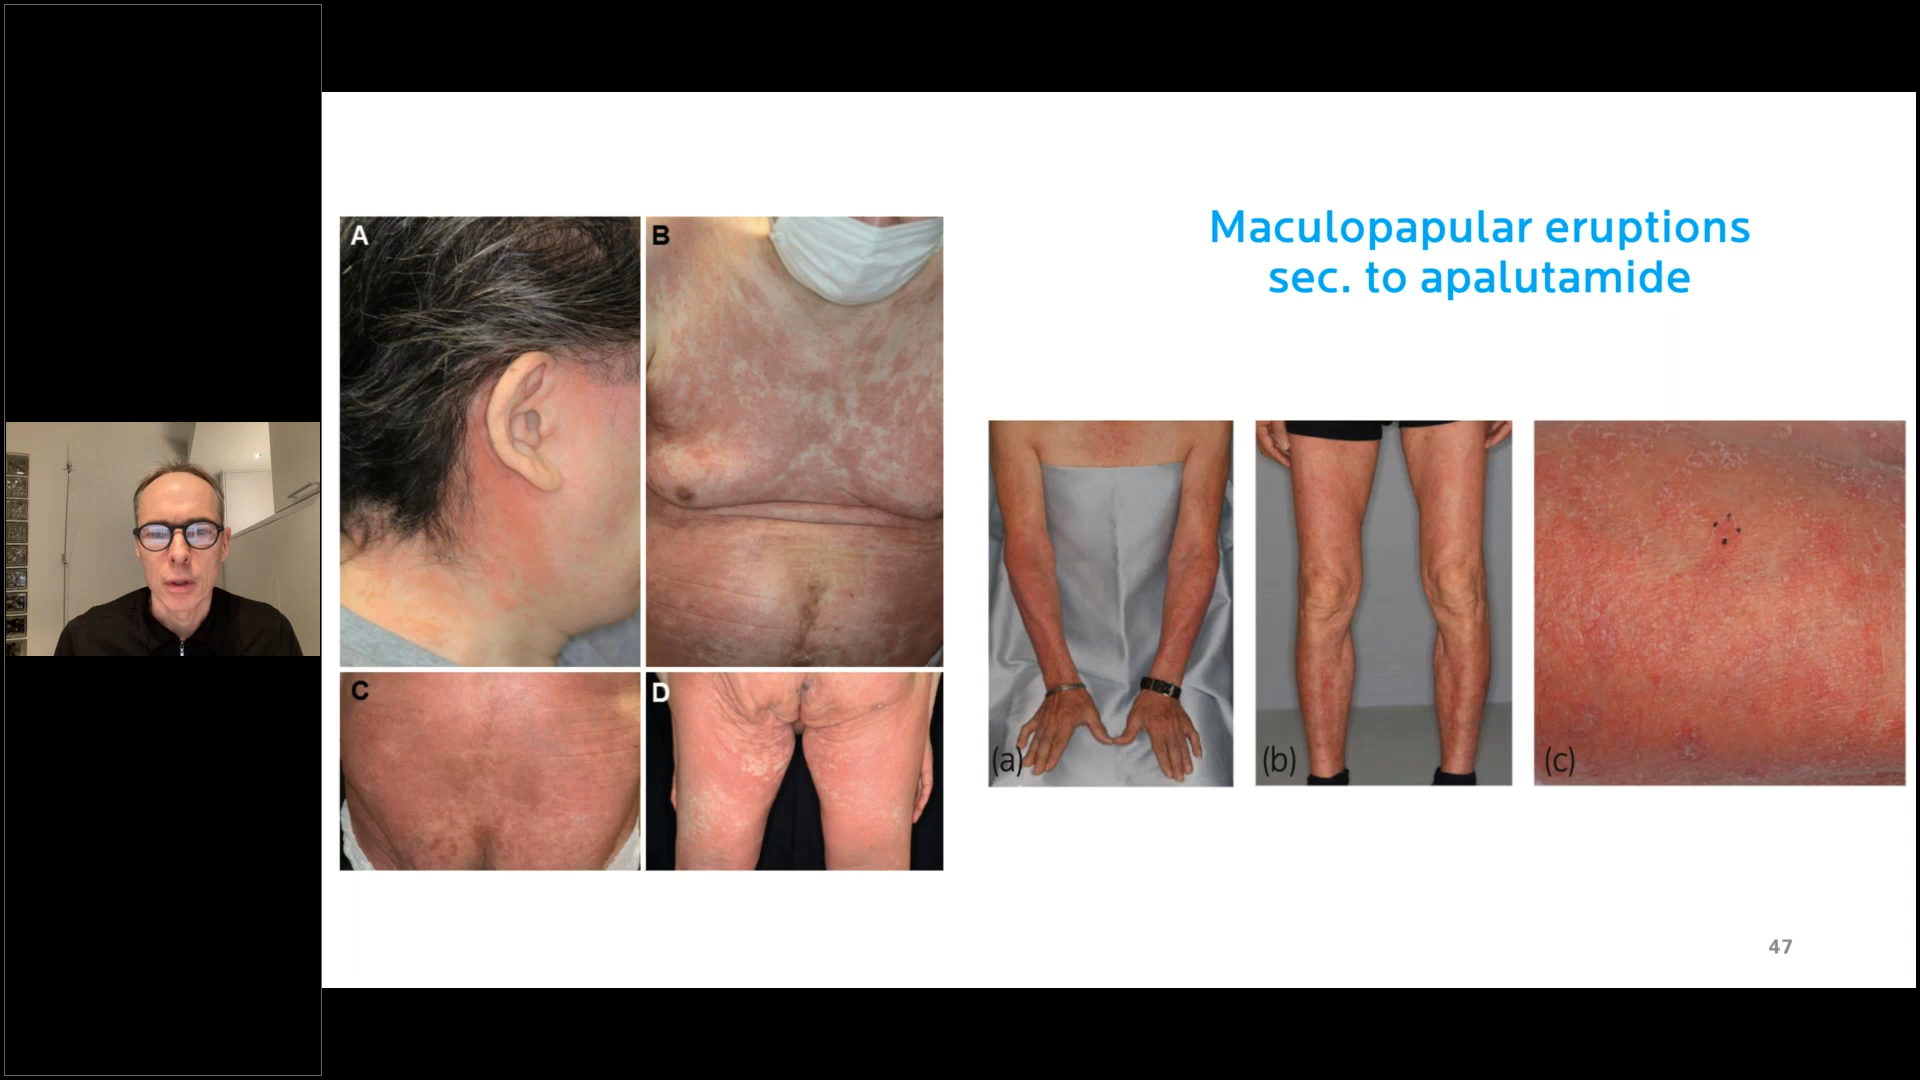 Maculopapular eruptions
sec. to apalutamide
A
B
C
D
(a)
(b)
(c)
47